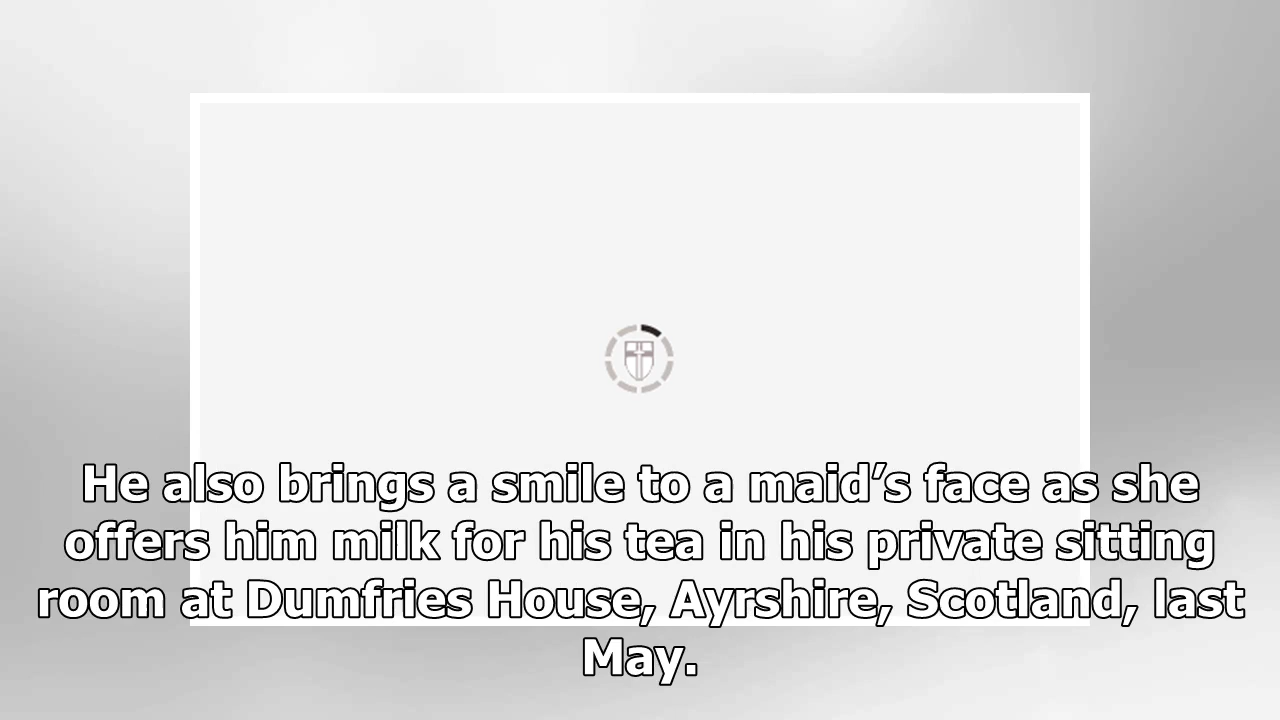 He also brings a smile to a maid’s face as she
offers him milk for his tea in his private sitting
room at Dumfries House, Ayrshire, Scotland, last
May.